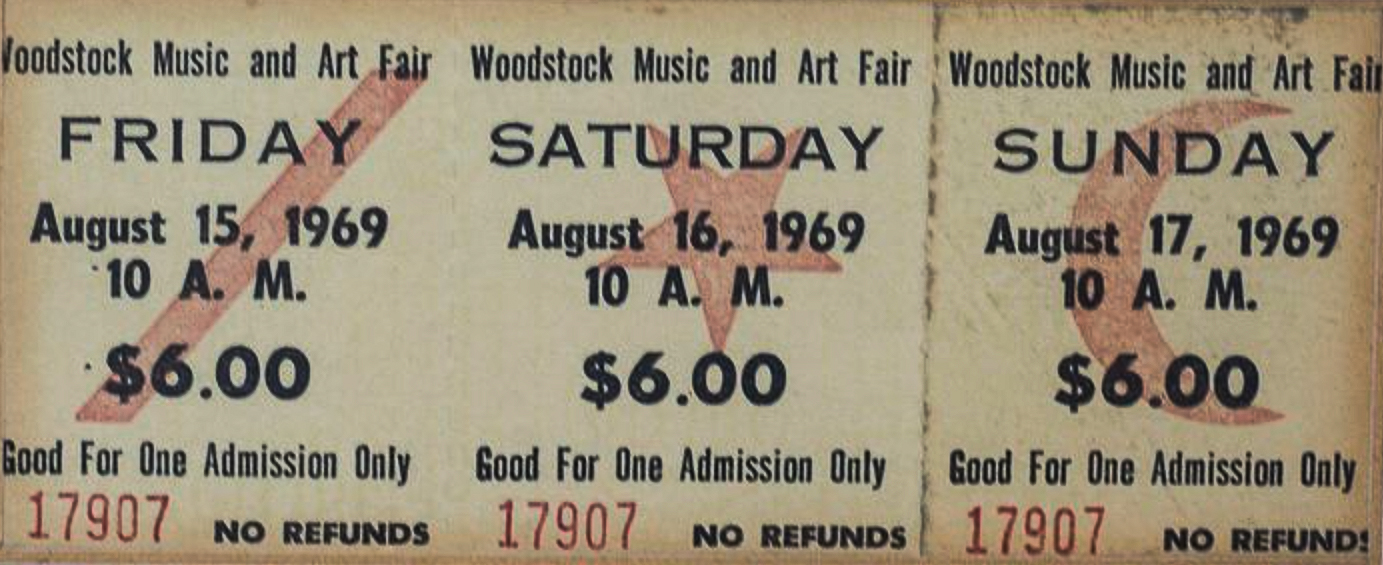 Woodstock Music and Art Fair
FRIDAY
August 15, 1969
10 A. M.
$6.00
Good For One Admission Only
17907 NO REFUNDS
Woodstock Music and Art Fair
SATURDAY
August 16, 1969
10 A. M.
$6.00
Good For One Admission Only
17907 NO REFUNDS
Woodstock Music and Art Fair
SUNDAY
August 17, 1969
10 A. M.
$6.00
Good For One Admission Only
17907 NO REFUNDS